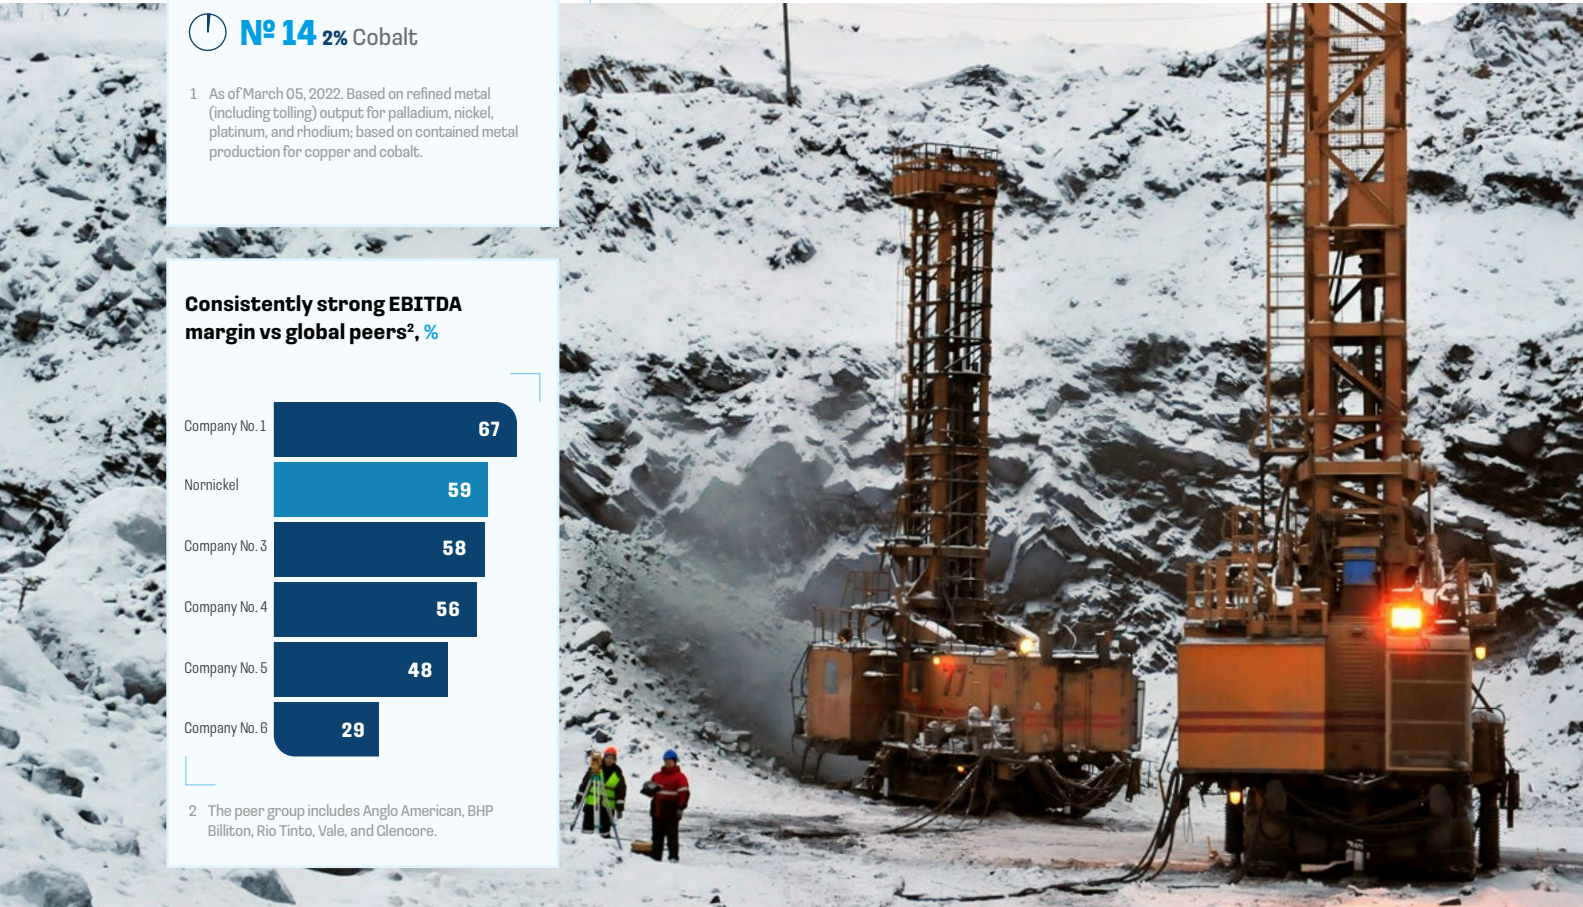 Nº 14 2% Cobalt
1 As of March 05, 2022. Based on refined metal
(including tolling) output for palladium, nickel,
platinum, and rhodium; based on contained metal
production for copper and cobalt.
Consistently strong EBITDA
margin vs global peers², %
Company No. 1 67
Nornickel 59
Company No. 3 58
Company No. 4 56
Company No. 5 48
Company No. 6 29
2 The peer group includes Anglo American, BHP
Billiton, Rio Tinto, Vale, and Glencore.
77